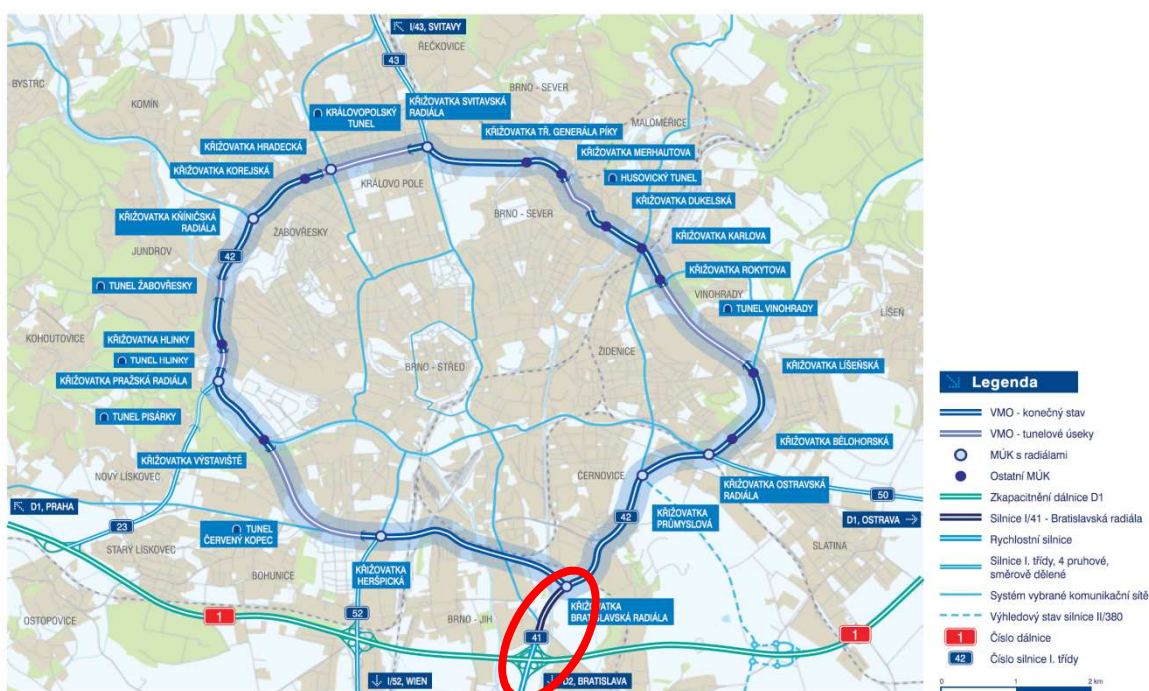 I/43, SVITAVY
ŘEČKOVICE
43
BYSTRC
KOMÍN
BRNO - SEVER
KRÁLOVOPOLSKÝ
TUNEL
KŘIŽOVATKA SVITAVSKÁ
RADIÁLA
MALOMĚŘICE
KŘIŽOVATKA TŘ. GENERÁLA PÍKY
KŘIŽOVATKA HRADECKÁ
KŘIŽOVATKA MERHAUTOVA
KŘIŽOVATKA KOREJSKÁ
HUSOVICKÝ TUNEL
KRÁLOVO POLE
KŘIŽOVATKA DUKELSKÁ
KŘIŽOVATKA KNÍNIČSKÁ
RADIÁLA
BRNO - SEVER
ŽABOVŘESKY
KŘIŽOVATKA KARLOVA
JUNDROV
42
KŘIŽOVATKA ROKYTOVA
TUNEL ŽABOVŘESKY
VINOHRADY
TUNEL VINOHRADY
LÍŠEŇ
KOHOUTOVICE
KŘIŽOVATKA HLINKY
ŽIDENICE
TUNEL HLINKY
BRNO - STŘED
KŘIŽOVATKA LÍŠEŇSKÁ
KŘIŽOVATKA PRAŽSKÁ RADIÁLA
TUNEL PISÁRKY
KŘIŽOVATKA BĚLOHORSKÁ
KŘIŽOVATKA VÝSTAVIŠTĚ
NOVÝ LÍSKOVEC
ČERNOVICE
KŘIŽOVATKA OSTRAVSKÁ
RADIÁLA
50
D1, PRAHA
23
42
KŘIŽOVATKA
PRŮMYSLOVÁ
D1, OSTRAVA
TUNEL
ČERVENÝ KOPEC
STARÝ LÍSKOVEC
SLATINA
BOHUNICE
KŘIŽOVATKA
HERŠPICKÁ
KŘIŽOVATKA
BRATISLAVSKÁ RADIÁLA
OSTOPOVICE
1
52
BRNO - JIH
41
1
I/52, WIEN
D2, BRATISLAVA
Legenda
VMO - konečný stav
VMO - tunelové úseky
MÚK s radiálami
Ostatní MÚK
Zkapacitnění dálnice D1
Silnice I/41 - Bratislavská radiála
Rychlostní silnice
Silnice I. třídy, 4 pruhové,
směrově dělené
Systém vybrané komunikační sítě
Výhledový stav silnice II/380
1 Číslo dálnice
42 Číslo silnice I. třídy
0 1 2 km